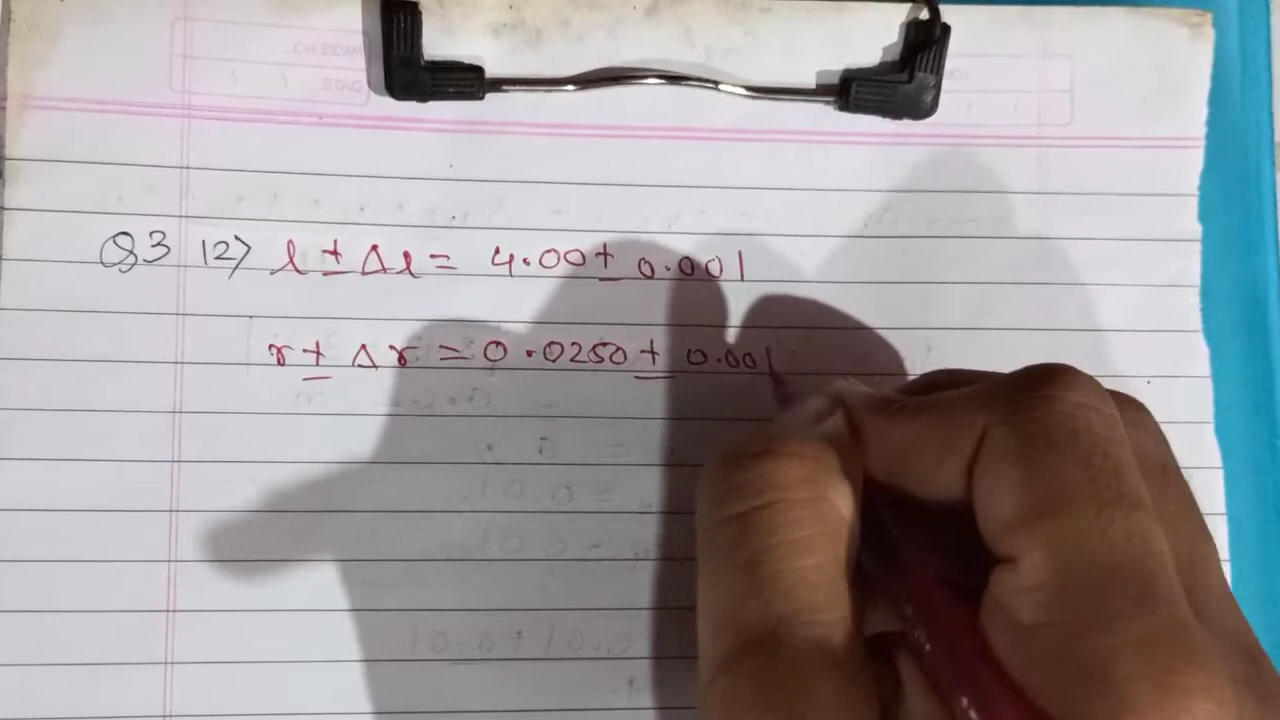 Q3 12) l ± Δl = 4.00 ± 0.001
r ± Δr = 0.0250 ± 0.001